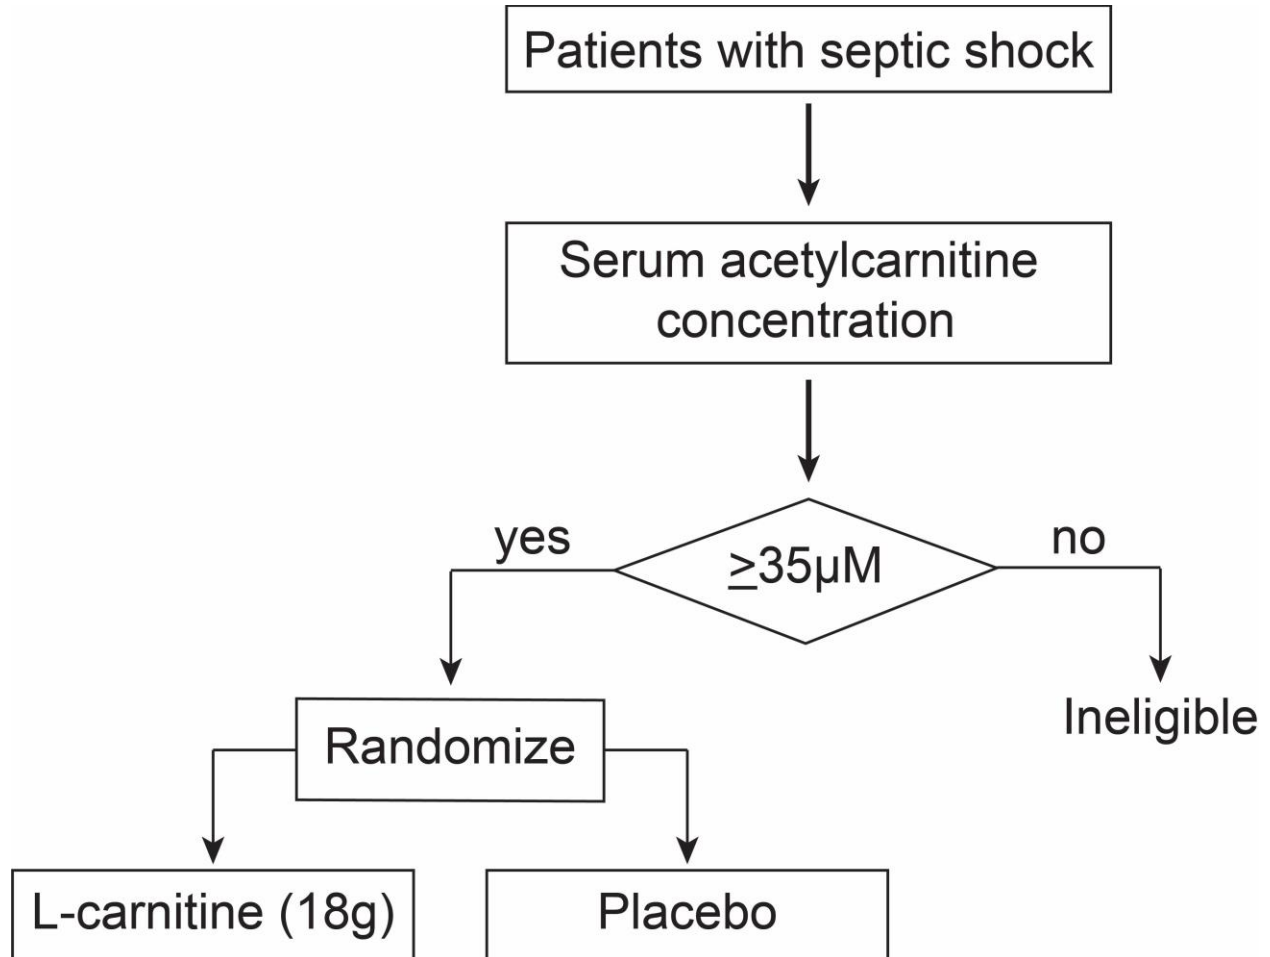 Patients with septic shock
Serum acetylcarnitine
concentration
yes
≥35µM
no
Randomize
Ineligible
L-carnitine (18g)
Placebo